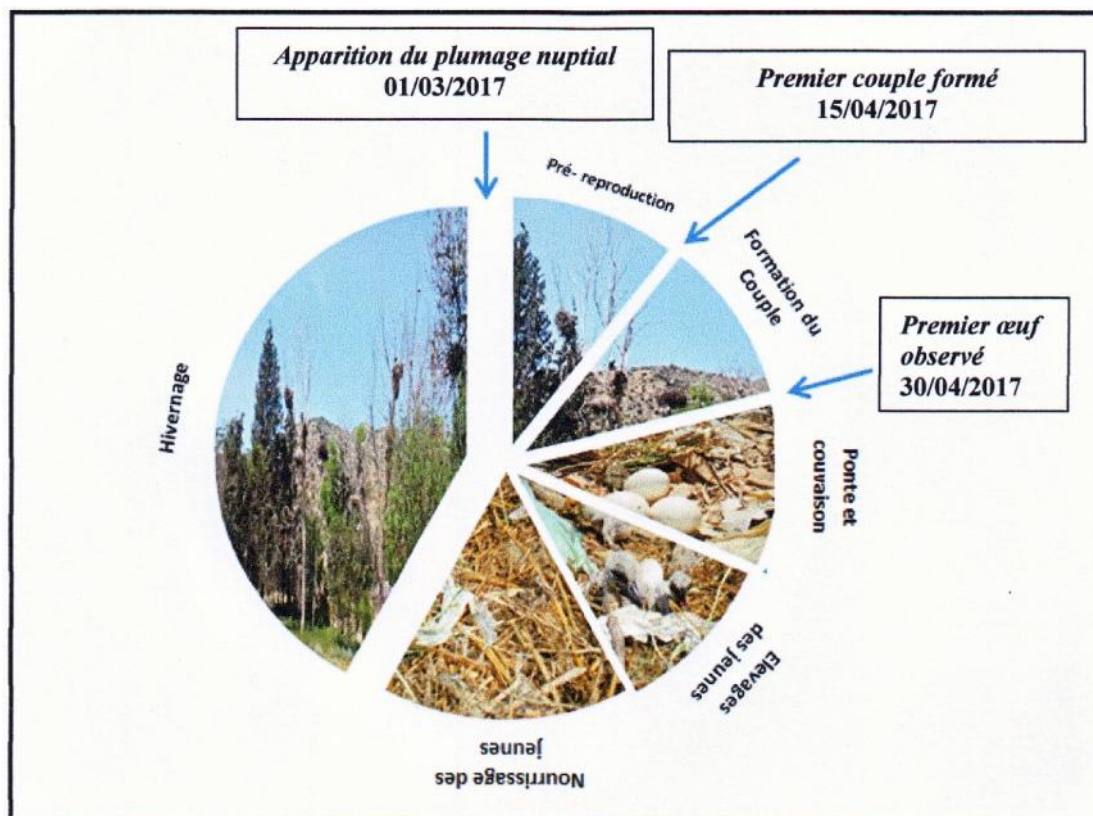 Apparition du plumage nuptial
01/03/2017
Premier couple formé
15/04/2017
Pré- reproduction
Formation du
Couple
Premier œuf
observé
30/04/2017
Hivernage
Ponte et
couvaison
Elevages
des jeunes
Nourrissage des
jeunes